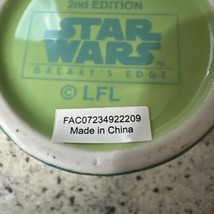 2nd EDITION
STAR
WARS
GALAXY'S EDGE
© LFL
FAC07234922209
Made in China